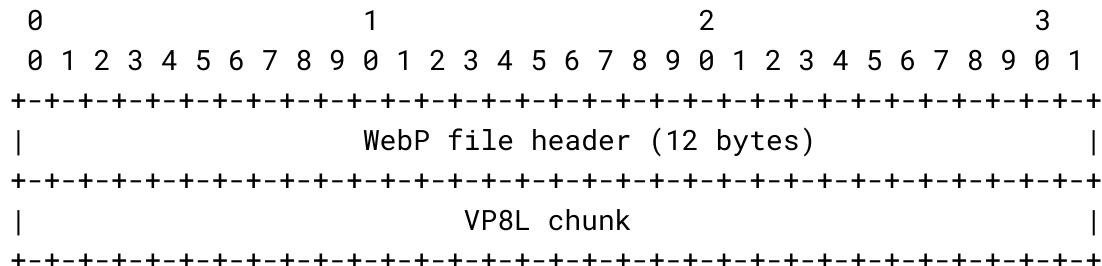 0                   1                   2                   3
 0 1 2 3 4 5 6 7 8 9 0 1 2 3 4 5 6 7 8 9 0 1 2 3 4 5 6 7 8 9 0 1
+-+-+-+-+-+-+-+-+-+-+-+-+-+-+-+-+-+-+-+-+-+-+-+-+-+-+-+-+-+-+-+-+
|                    WebP file header (12 bytes)                |
+-+-+-+-+-+-+-+-+-+-+-+-+-+-+-+-+-+-+-+-+-+-+-+-+-+-+-+-+-+-+-+-+
|                          VP8L chunk                           |
+-+-+-+-+-+-+-+-+-+-+-+-+-+-+-+-+-+-+-+-+-+-+-+-+-+-+-+-+-+-+-+-+